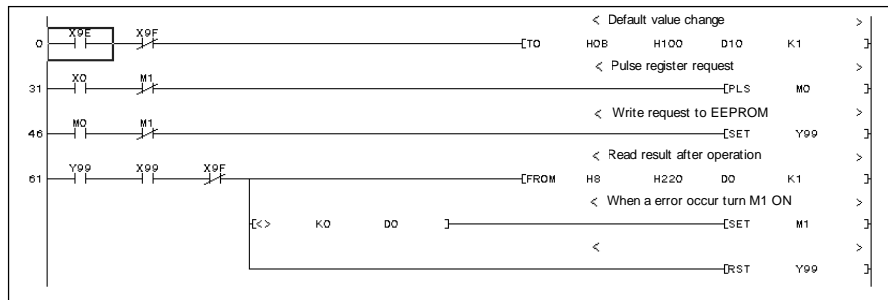 < Default value change >
X9E X9F
0 [TO H0B H100 D10 K1 ]
< Pulse register request >
X0 M1
31 [PLS M0 ]
< Write request to EEPROM >
M0 M1
46 [SET Y99 ]
< Read result after operation >
Y99 X99 X9F
61 [FROM H8 H220 D0 K1 ]
< When a error occur turn M1 ON >
[<> K0 D0 ] [SET M1 ]
< >
[RST Y99 ]